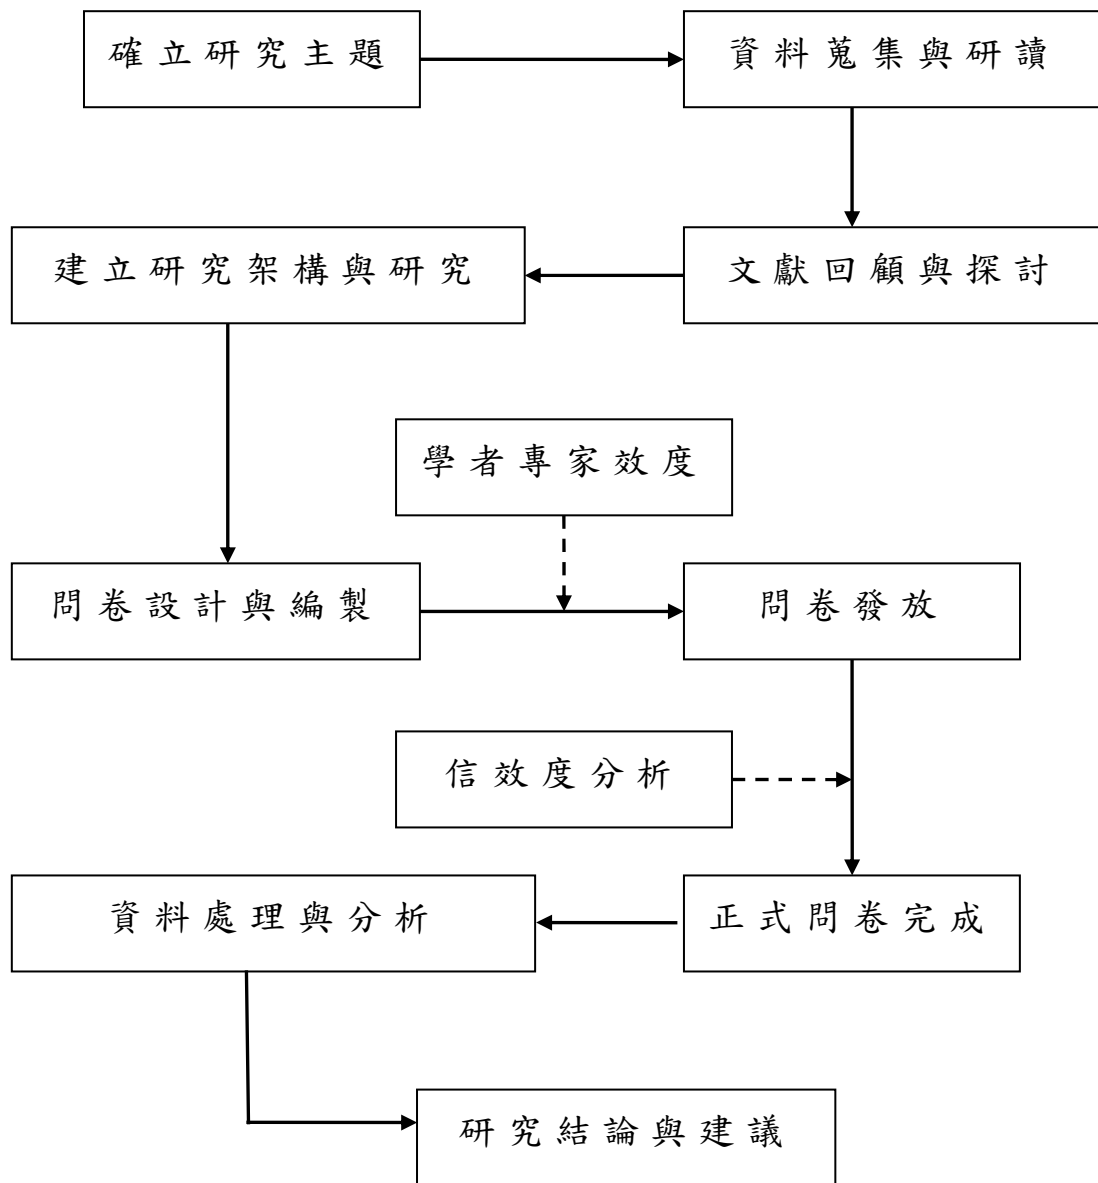 確立研究主題
資料蒐集與研讀
建立研究架構與研究
文獻回顧與探討
學者專家效度
問卷設計與編製
問卷發放
信效度分析
資料處理與分析
正式問卷完成
研究結論與建議